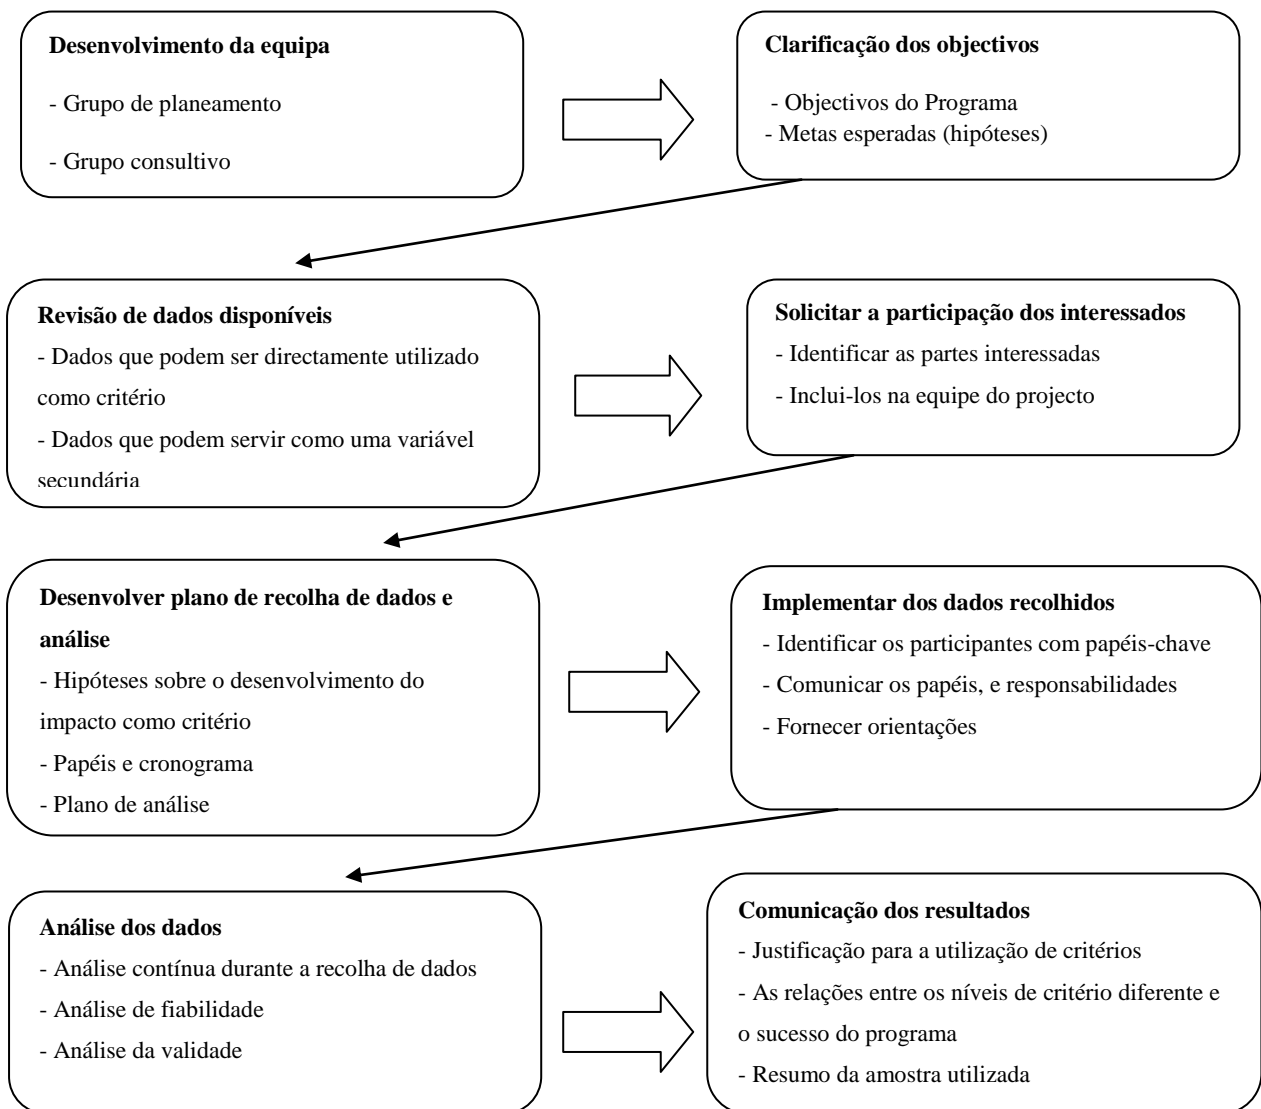 Desenvolvimento da equipa
- Grupo de planeamento
- Grupo consultivo
Clarificação dos objectivos
- Objectivos do Programa
- Metas esperadas (hipóteses)
Revisão de dados disponíveis
- Dados que podem ser directamente utilizado
como critério
- Dados que podem servir como uma variável
secundária
Solicitar a participação dos interessados
- Identificar as partes interessadas
- Inclui-los na equipe do projecto
Desenvolver plano de recolha de dados e
análise
- Hipóteses sobre o desenvolvimento do
impacto como critério
- Papéis e cronograma
- Plano de análise
Implementar dos dados recolhidos
- Identificar os participantes com papéis-chave
- Comunicar os papéis, e responsabilidades
- Fornecer orientações
Análise dos dados
- Análise contínua durante a recolha de dados
- Análise de fiabilidade
- Análise da validade
Comunicação dos resultados
- Justificação para a utilização de critérios
- As relações entre os níveis de critério diferente e
o sucesso do programa
- Resumo da amostra utilizada